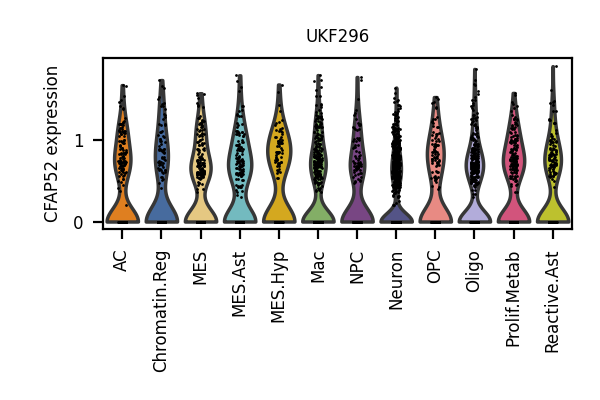 UKF296
CFAP52 expression
1
0
AC
Chromatin.Reg
MES
MES.Ast
MES.Hyp
Mac
NPC
Neuron
OPC
Oligo
Prolif.Metab
Reactive.Ast